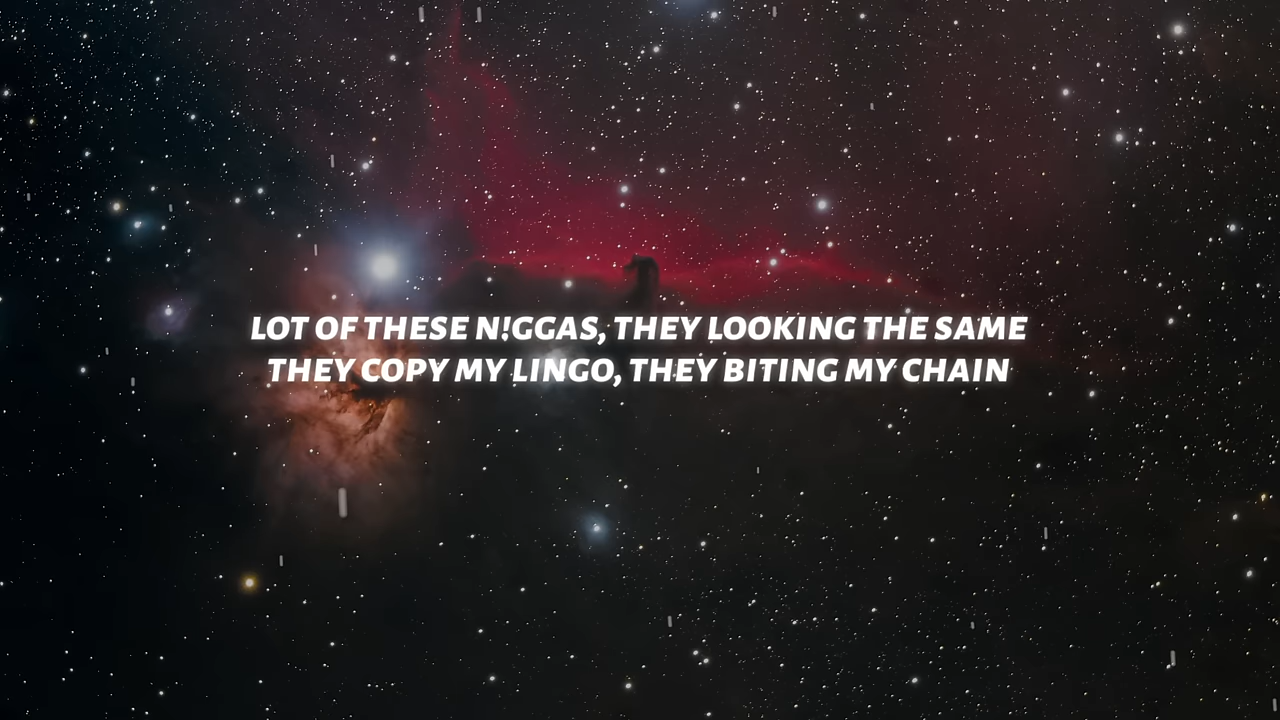 LOT OF THESE N!GGAS, THEY LOOKING THE SAME
THEY COPY MY LINGO, THEY BITING MY CHAIN